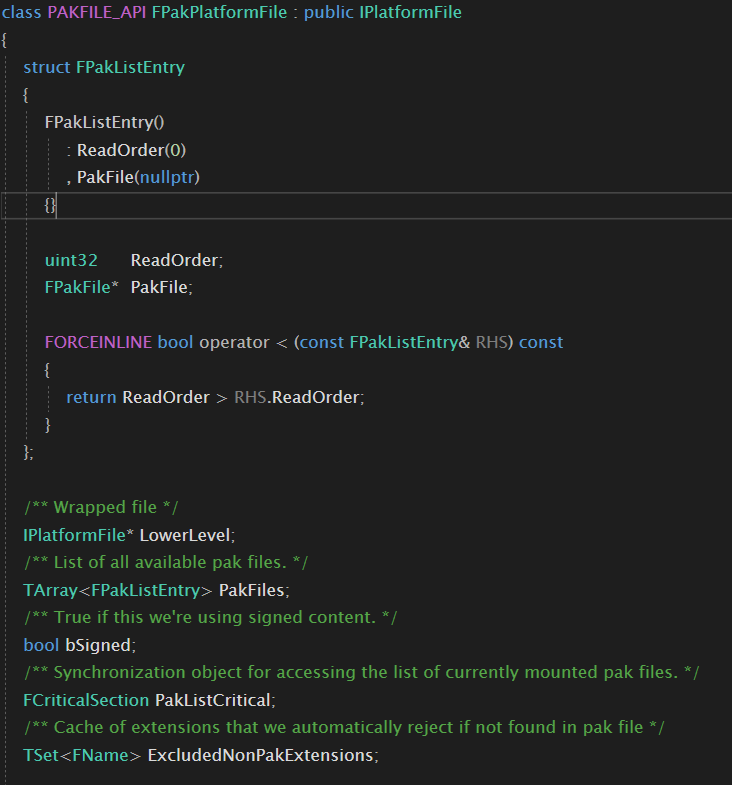 class PAKFILE_API FPakPlatformFile : public IPlatformFile
{
struct FPakListEntry
{
FPakListEntry()
: ReadOrder(0)
, PakFile(nullptr)
{}
uint32 ReadOrder;
FPakFile* PakFile;
FORCEINLINE bool operator < (const FPakListEntry& RHS) const
{
return ReadOrder > RHS.ReadOrder;
}
};
/** Wrapped file */
IPlatformFile* LowerLevel;
/** List of all available pak files. */
TArray<FPakListEntry> PakFiles;
/** True if this we're using signed content. */
bool bSigned;
/** Synchronization object for accessing the list of currently mounted pak files. */
FCriticalSection PakListCritical;
/** Cache of extensions that we automatically reject if not found in pak file */
TSet<FName> ExcludedNonPakExtensions;